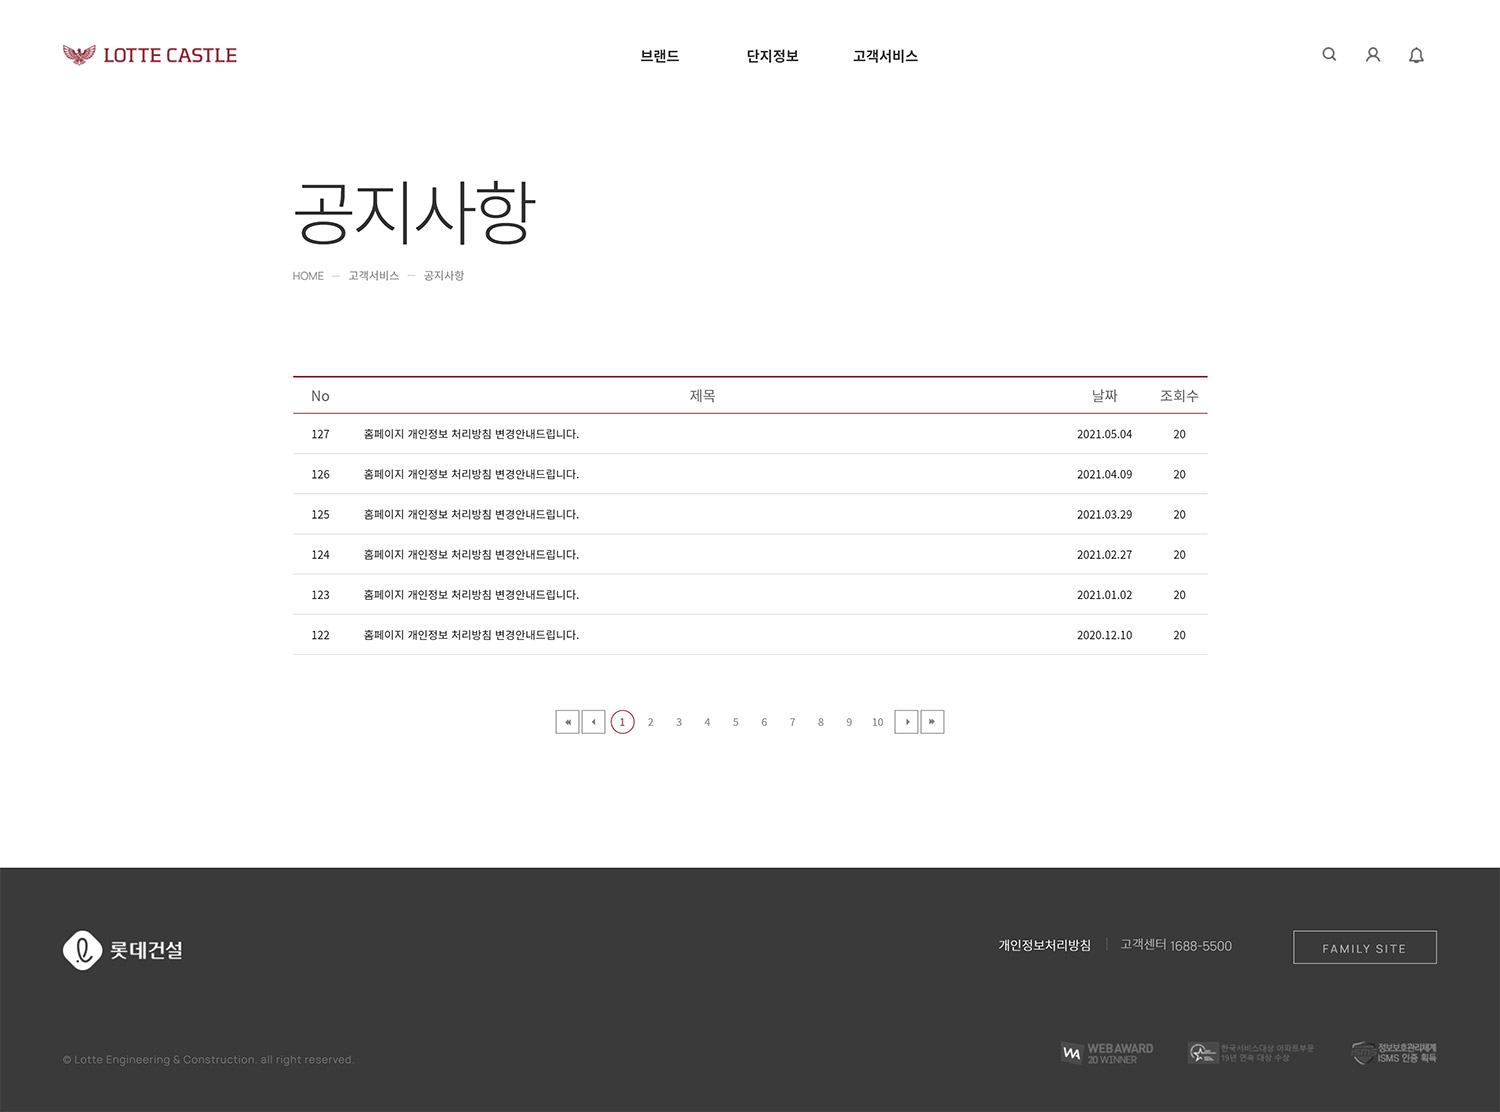 LOTTE CASTLE
브랜드 단지정보 고객서비스
공지사항
HOME — 고객서비스 — 공지사항
No 제목 날짜 조회수
127 홈페이지 개인정보 처리방침 변경안내드립니다. 2021.05.04 20
126 홈페이지 개인정보 처리방침 변경안내드립니다. 2021.04.09 20
125 홈페이지 개인정보 처리방침 변경안내드립니다. 2021.03.29 20
124 홈페이지 개인정보 처리방침 변경안내드립니다. 2021.02.27 20
123 홈페이지 개인정보 처리방침 변경안내드립니다. 2021.01.02 20
122 홈페이지 개인정보 처리방침 변경안내드립니다. 2020.12.10 20
1 2 3 4 5 6 7 8 9 10
롯데건설
개인정보처리방침 고객센터 1688-5500
FAMILY SITE
© Lotte Engineering & Construction. all right reserved.
WA WEB AWARD
20 WINNER
한국서비스대상 아파트부문
19년 연속 대상 수상
정보보호관리체계
ISMS 인증 획득